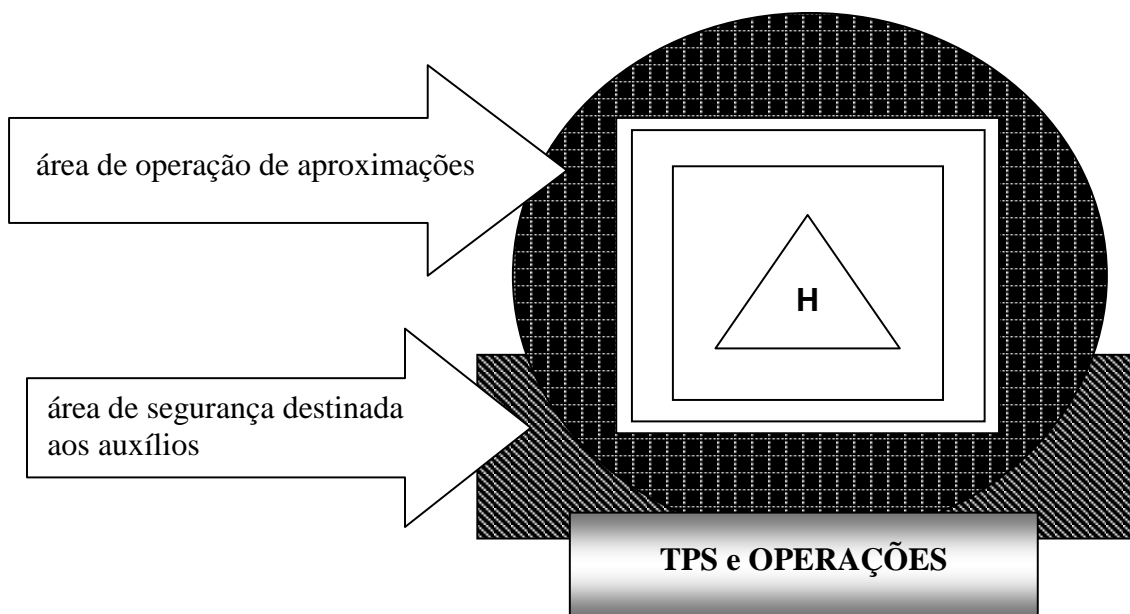 área de operação de aproximações
H
área de segurança destinada
aos auxílios
TPS e OPERAÇÕES